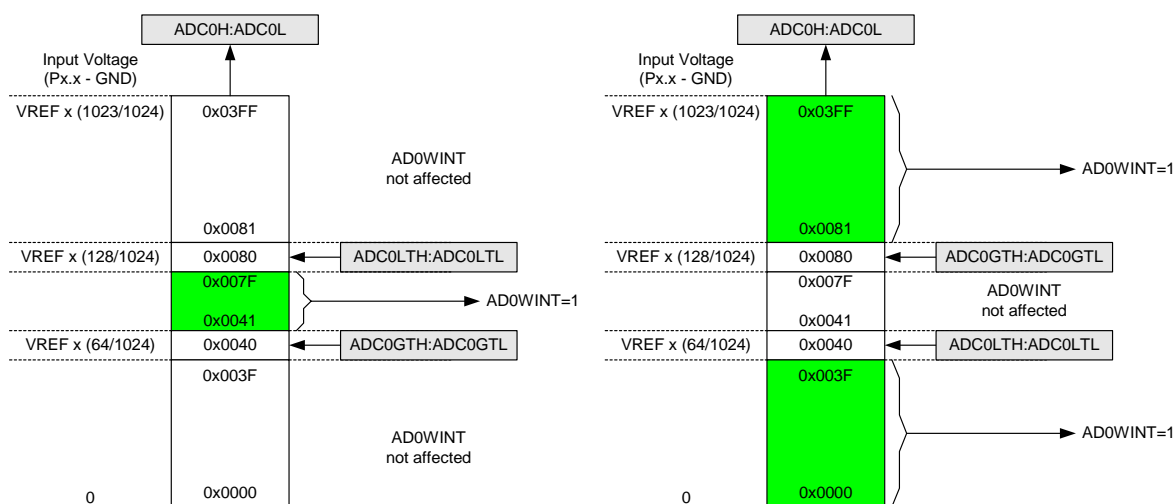 ADC0H:ADC0L
Input Voltage
(Px.x - GND)
VREF x (1023/1024)
0x03FF
AD0WINT
not affected
0x0081
VREF x (128/1024)
0x0080
ADC0LTH:ADC0LTL
0x007F
AD0WINT=1
0x0041
VREF x (64/1024)
0x0040
ADC0GTH:ADC0GTL
0x003F
AD0WINT
not affected
0
0x0000
ADC0H:ADC0L
Input Voltage
(Px.x - GND)
VREF x (1023/1024)
0x03FF
AD0WINT=1
0x0081
VREF x (128/1024)
0x0080
ADC0GTH:ADC0GTL
0x007F
AD0WINT
not affected
0x0041
VREF x (64/1024)
0x0040
ADC0LTH:ADC0LTL
0x003F
AD0WINT=1
0
0x0000